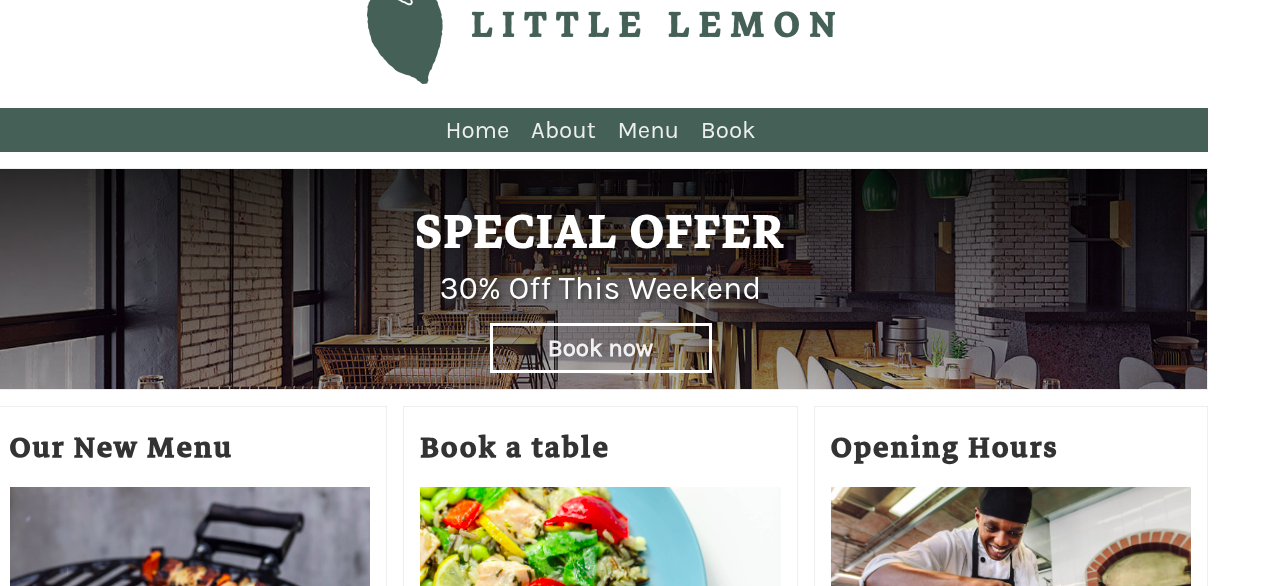 LITTLE LEMON
Home About Menu Book
SPECIAL OFFER
30% Off This Weekend
Book now
Our New Menu
Book a table
Opening Hours